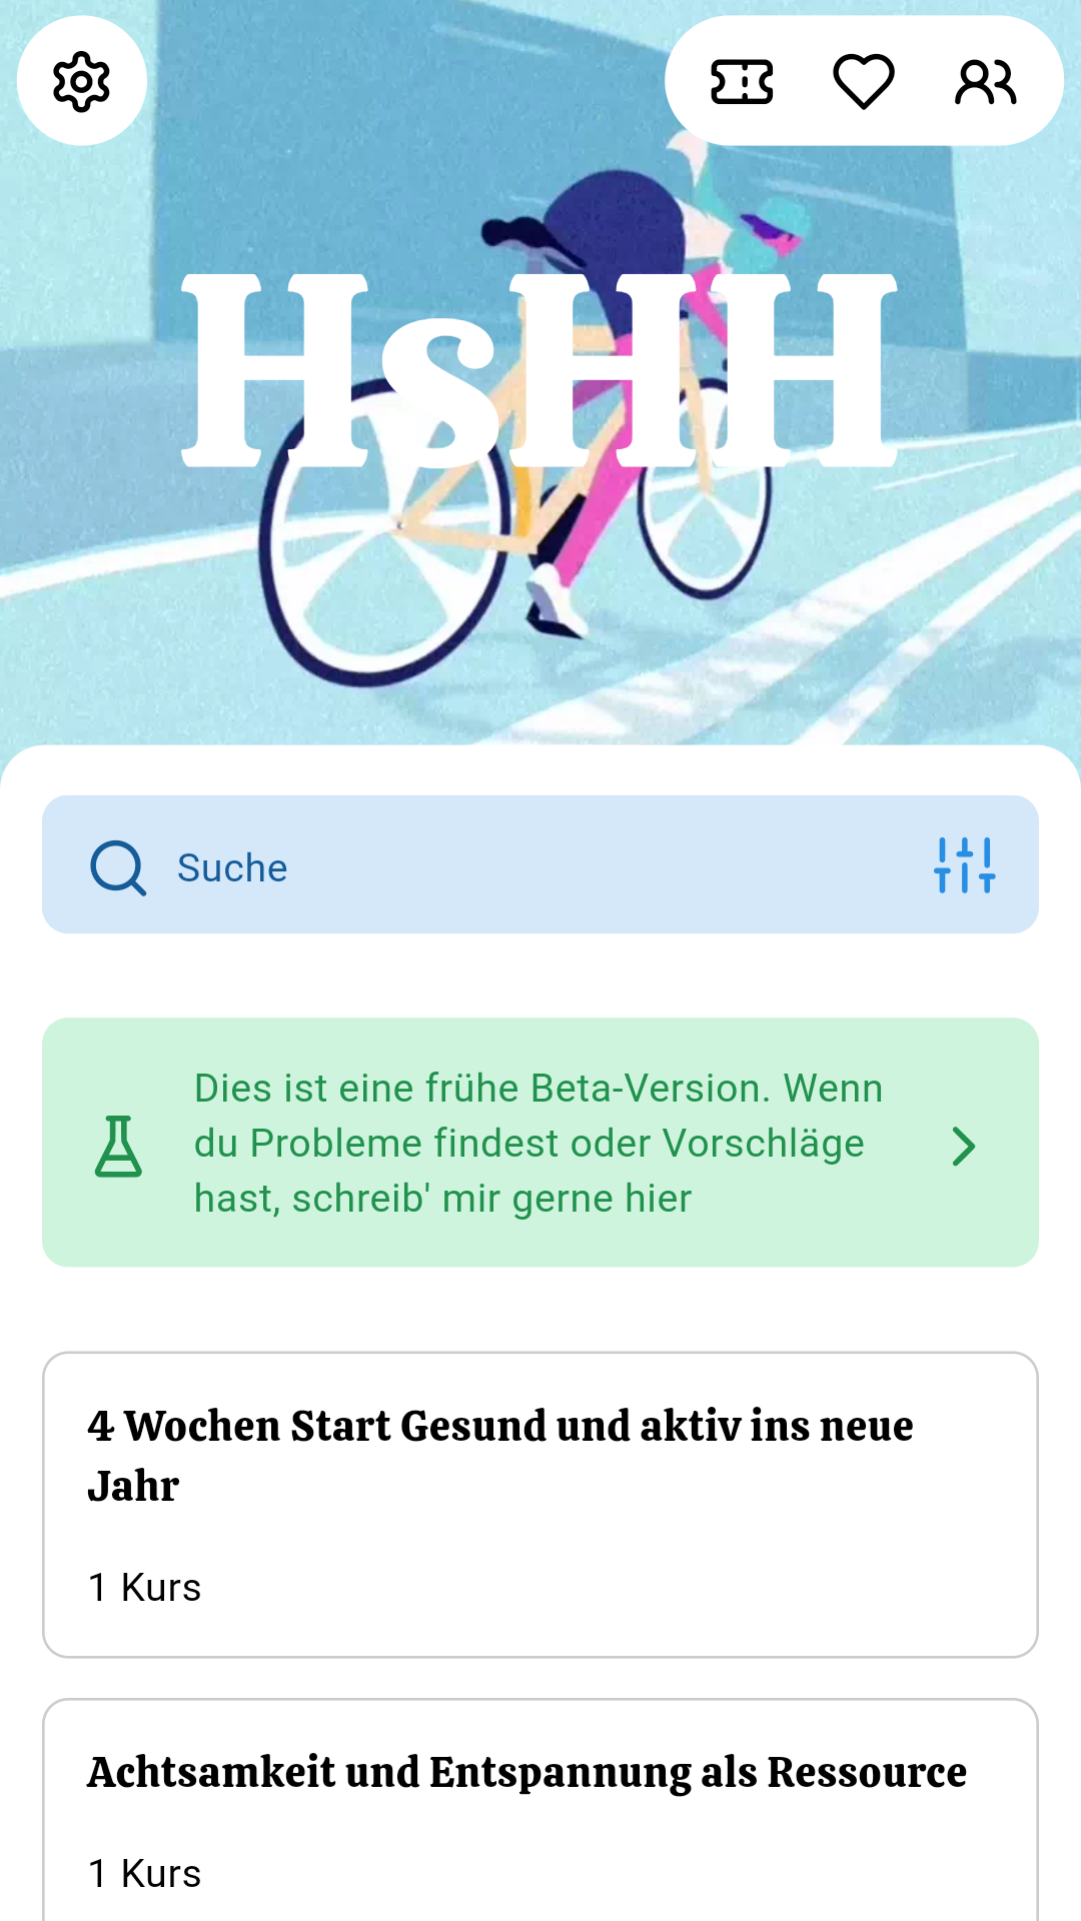 HsHH
Suche
Dies ist eine frühe Beta-Version. Wenn
du Probleme findest oder Vorschläge
hast, schreib' mir gerne hier
4 Wochen Start Gesund und aktiv ins neue
Jahr
1 Kurs
Achtsamkeit und Entspannung als Ressource
1 Kurs